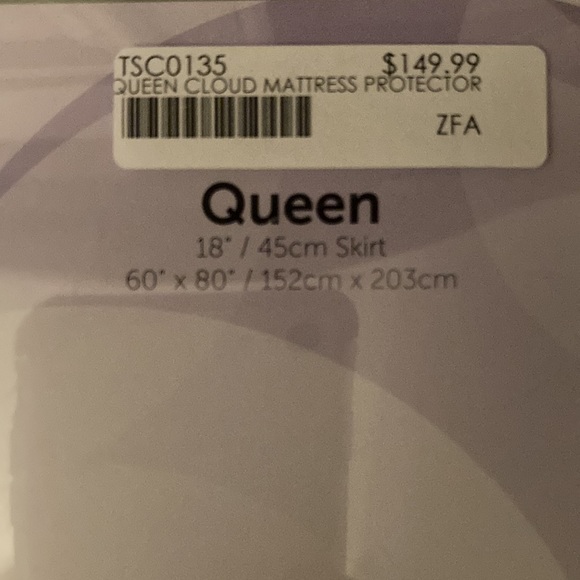 TSC0135 $149.99
QUEEN CLOUD MATTRESS PROTECTOR
ZFA
Queen
18" / 45cm Skirt
60" x 80" / 152cm x 203cm